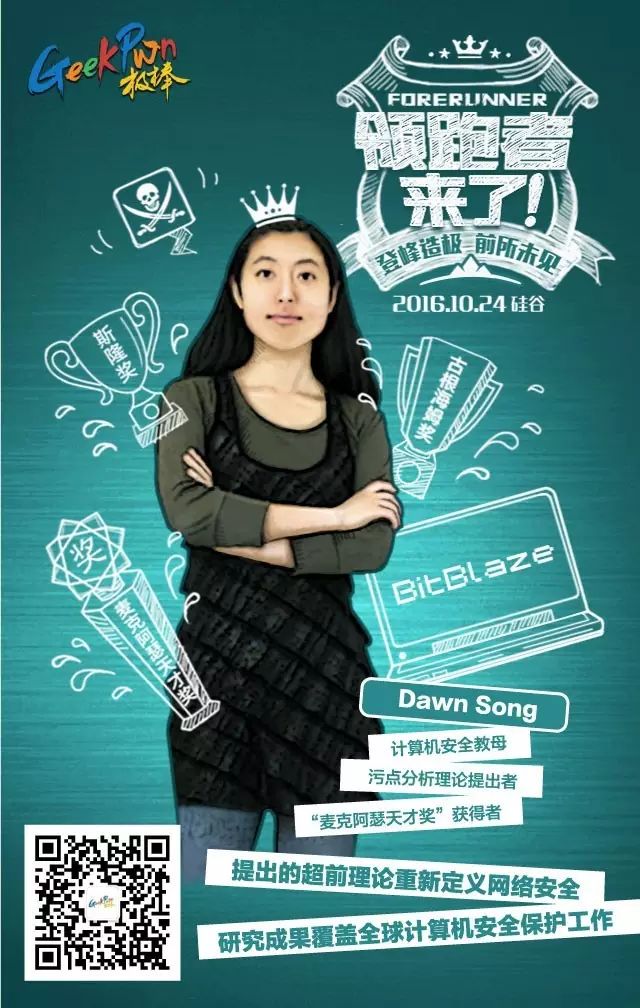 GeekPwn
极棒
FORERUNNER
领跑者
来了!
登峰造极 前所未见
2016.10.24 硅谷
斯隆奖
古根海姆奖
奖
麦克阿瑟天才奖
BitBlaze
Dawn Song
计算机安全教母
污点分析理论提出者
“麦克阿瑟天才奖”获得者
提出的超前理论重新定义网络安全
研究成果覆盖全球计算机安全保护工作
GeekPwn